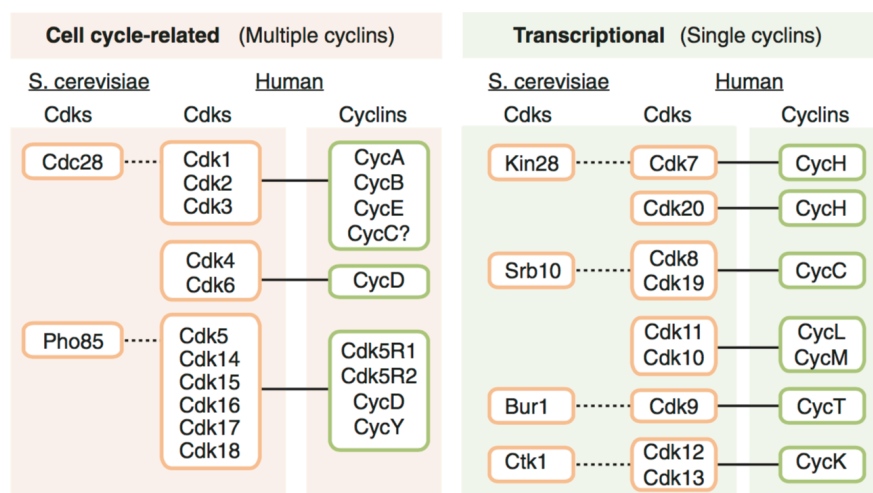 Cell cycle-related (Multiple cyclins)
S. cerevisiae Human
Cdks Cdks Cyclins
Cdc28
Cdk1
Cdk2
Cdk3
CycA
CycB
CycE
CycC?
Cdk4
Cdk6
CycD
Pho85
Cdk5
Cdk14
Cdk15
Cdk16
Cdk17
Cdk18
Cdk5R1
Cdk5R2
CycD
CycY
Transcriptional (Single cyclins)
S. cerevisiae Human
Cdks Cdks Cyclins
Kin28 Cdk7 CycH
Cdk20 CycH
Srb10
Cdk8
Cdk19
CycC
Cdk11
Cdk10
CycL
CycM
Bur1 Cdk9 CycT
Ctk1
Cdk12
Cdk13
CycK